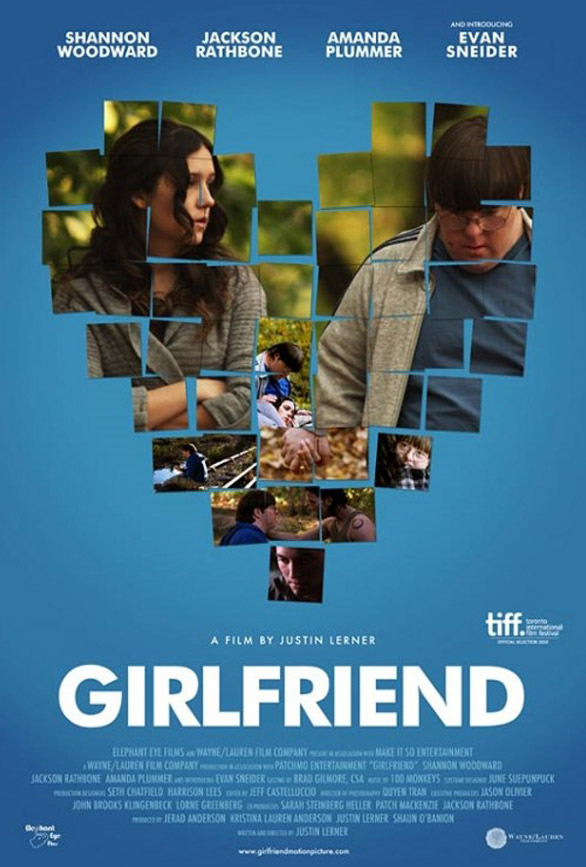 SHANNON WOODWARD
JACKSON RATHBONE
AMANDA PLUMMER
AND INTRODUCING
EVAN SNEIDER
tiff. toronto international film festival
OFFICIAL SELECTION 2010
A FILM BY JUSTIN LERNER
GIRLFRIEND
ELEPHANT EYE FILMS AND WAYNE/LAUREN FILM COMPANY PRESENT IN ASSOCIATION WITH MAKE IT SO ENTERTAINMENT
A WAYNE/LAUREN FILM COMPANY PRODUCTION IN ASSOCIATION WITH PATCHMO ENTERTAINMENT "GIRLFRIEND" SHANNON WOODWARD
JACKSON RATHBONE AMANDA PLUMMER AND INTRODUCING EVAN SNEIDER CASTING BY BRAD GILMORE, CSA MUSIC BY 100 MONKEYS COSTUME DESIGNER JUNE SUEPUNPUCK
PRODUCTION DESIGNERS SETH CHATFIELD HARRISON LEES EDITED BY JEFF CASTELLUCCIO DIRECTOR OF PHOTOGRAPHY QUYEN TRAN EXECUTIVE PRODUCERS JASON OLIVIER
JOHN BROOKS KLINGENBECK LORNE GREENBERG CO-PRODUCERS SARAH STEINBERG HELLER PATCH MACKENZIE JACKSON RATHBONE
PRODUCED BY JERAD ANDERSON KRISTINA LAUREN ANDERSON JUSTIN LERNER SHAUN O'BANION
WRITTEN AND DIRECTED BY JUSTIN LERNER
Elephant Eye Films
WAYNE/LAUREN
www.girlfriendmotionpicture.com